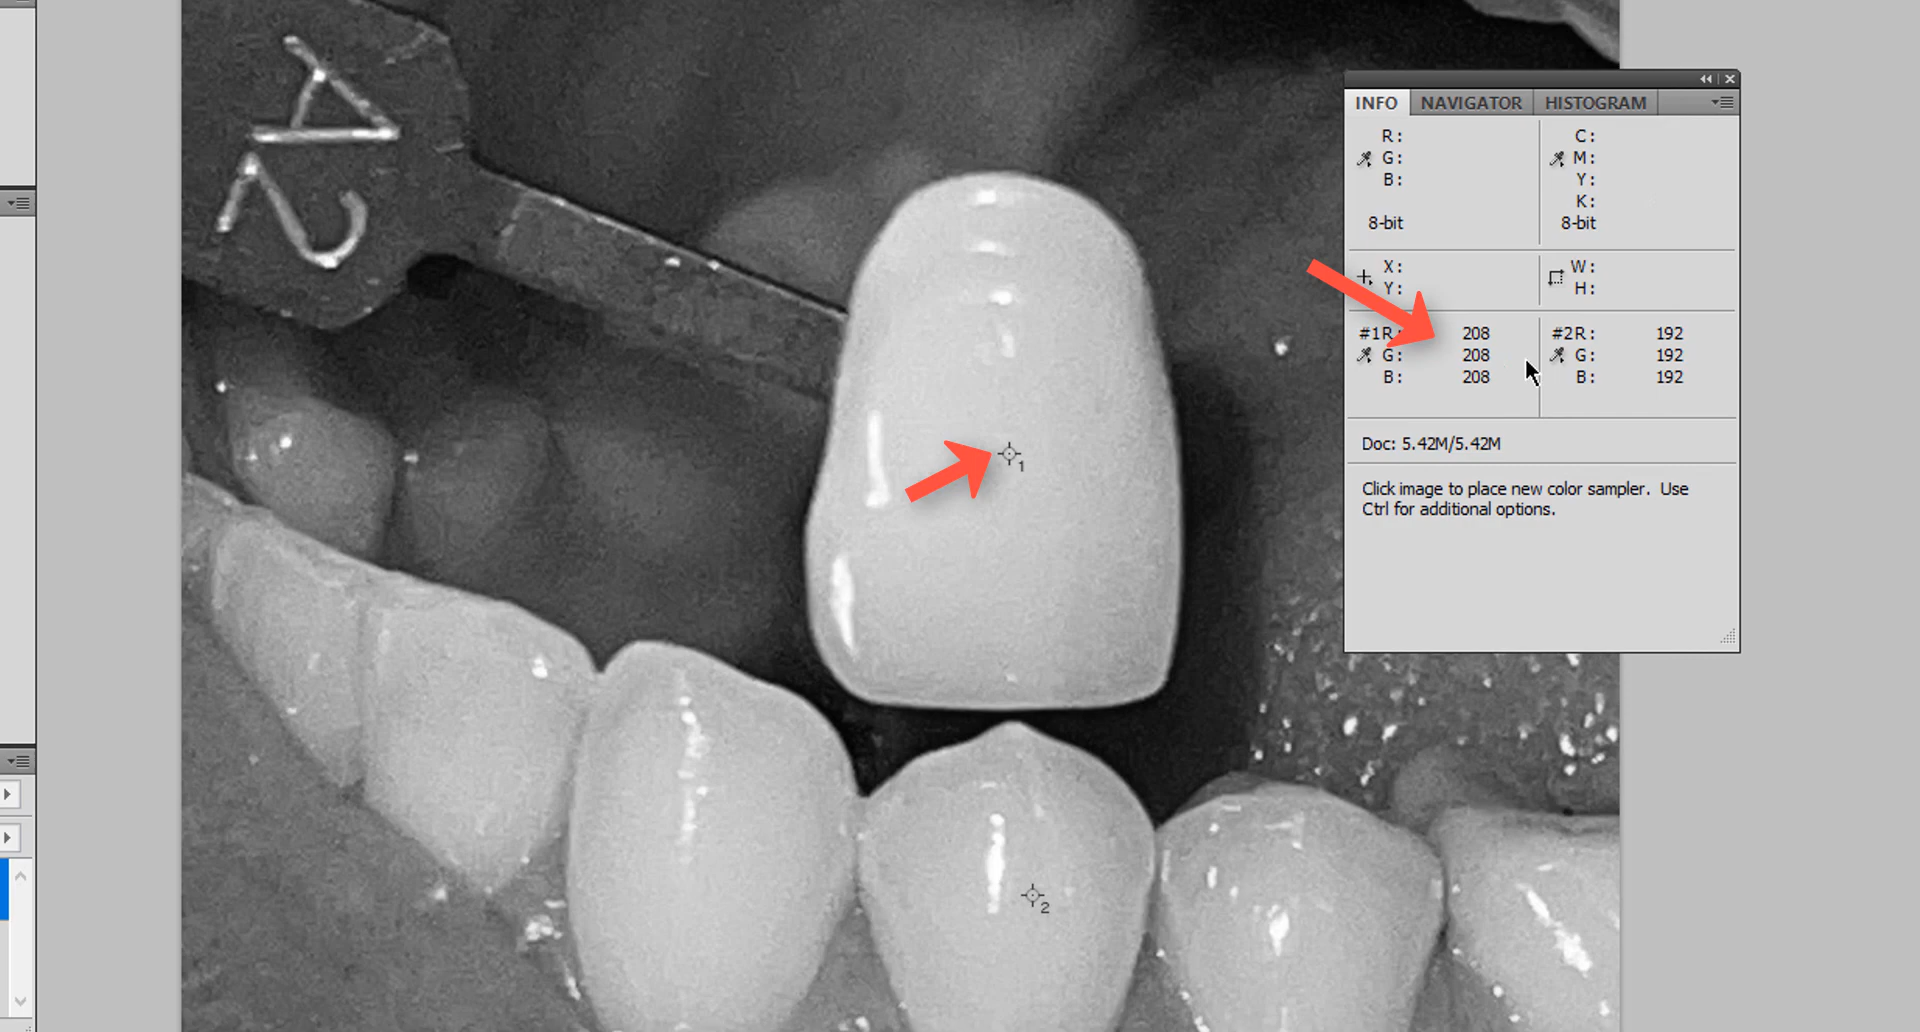 A2
INFO NAVIGATOR HISTOGRAM
R: C:
G: M:
B: Y:
K:
8-bit 8-bit
X: W:
Y: H:
#1R: 208 #2R: 192
G: 208 G: 192
B: 208 B: 192
Doc: 5.42M/5.42M
Click image to place new color sampler. Use
Ctrl for additional options.
1
2